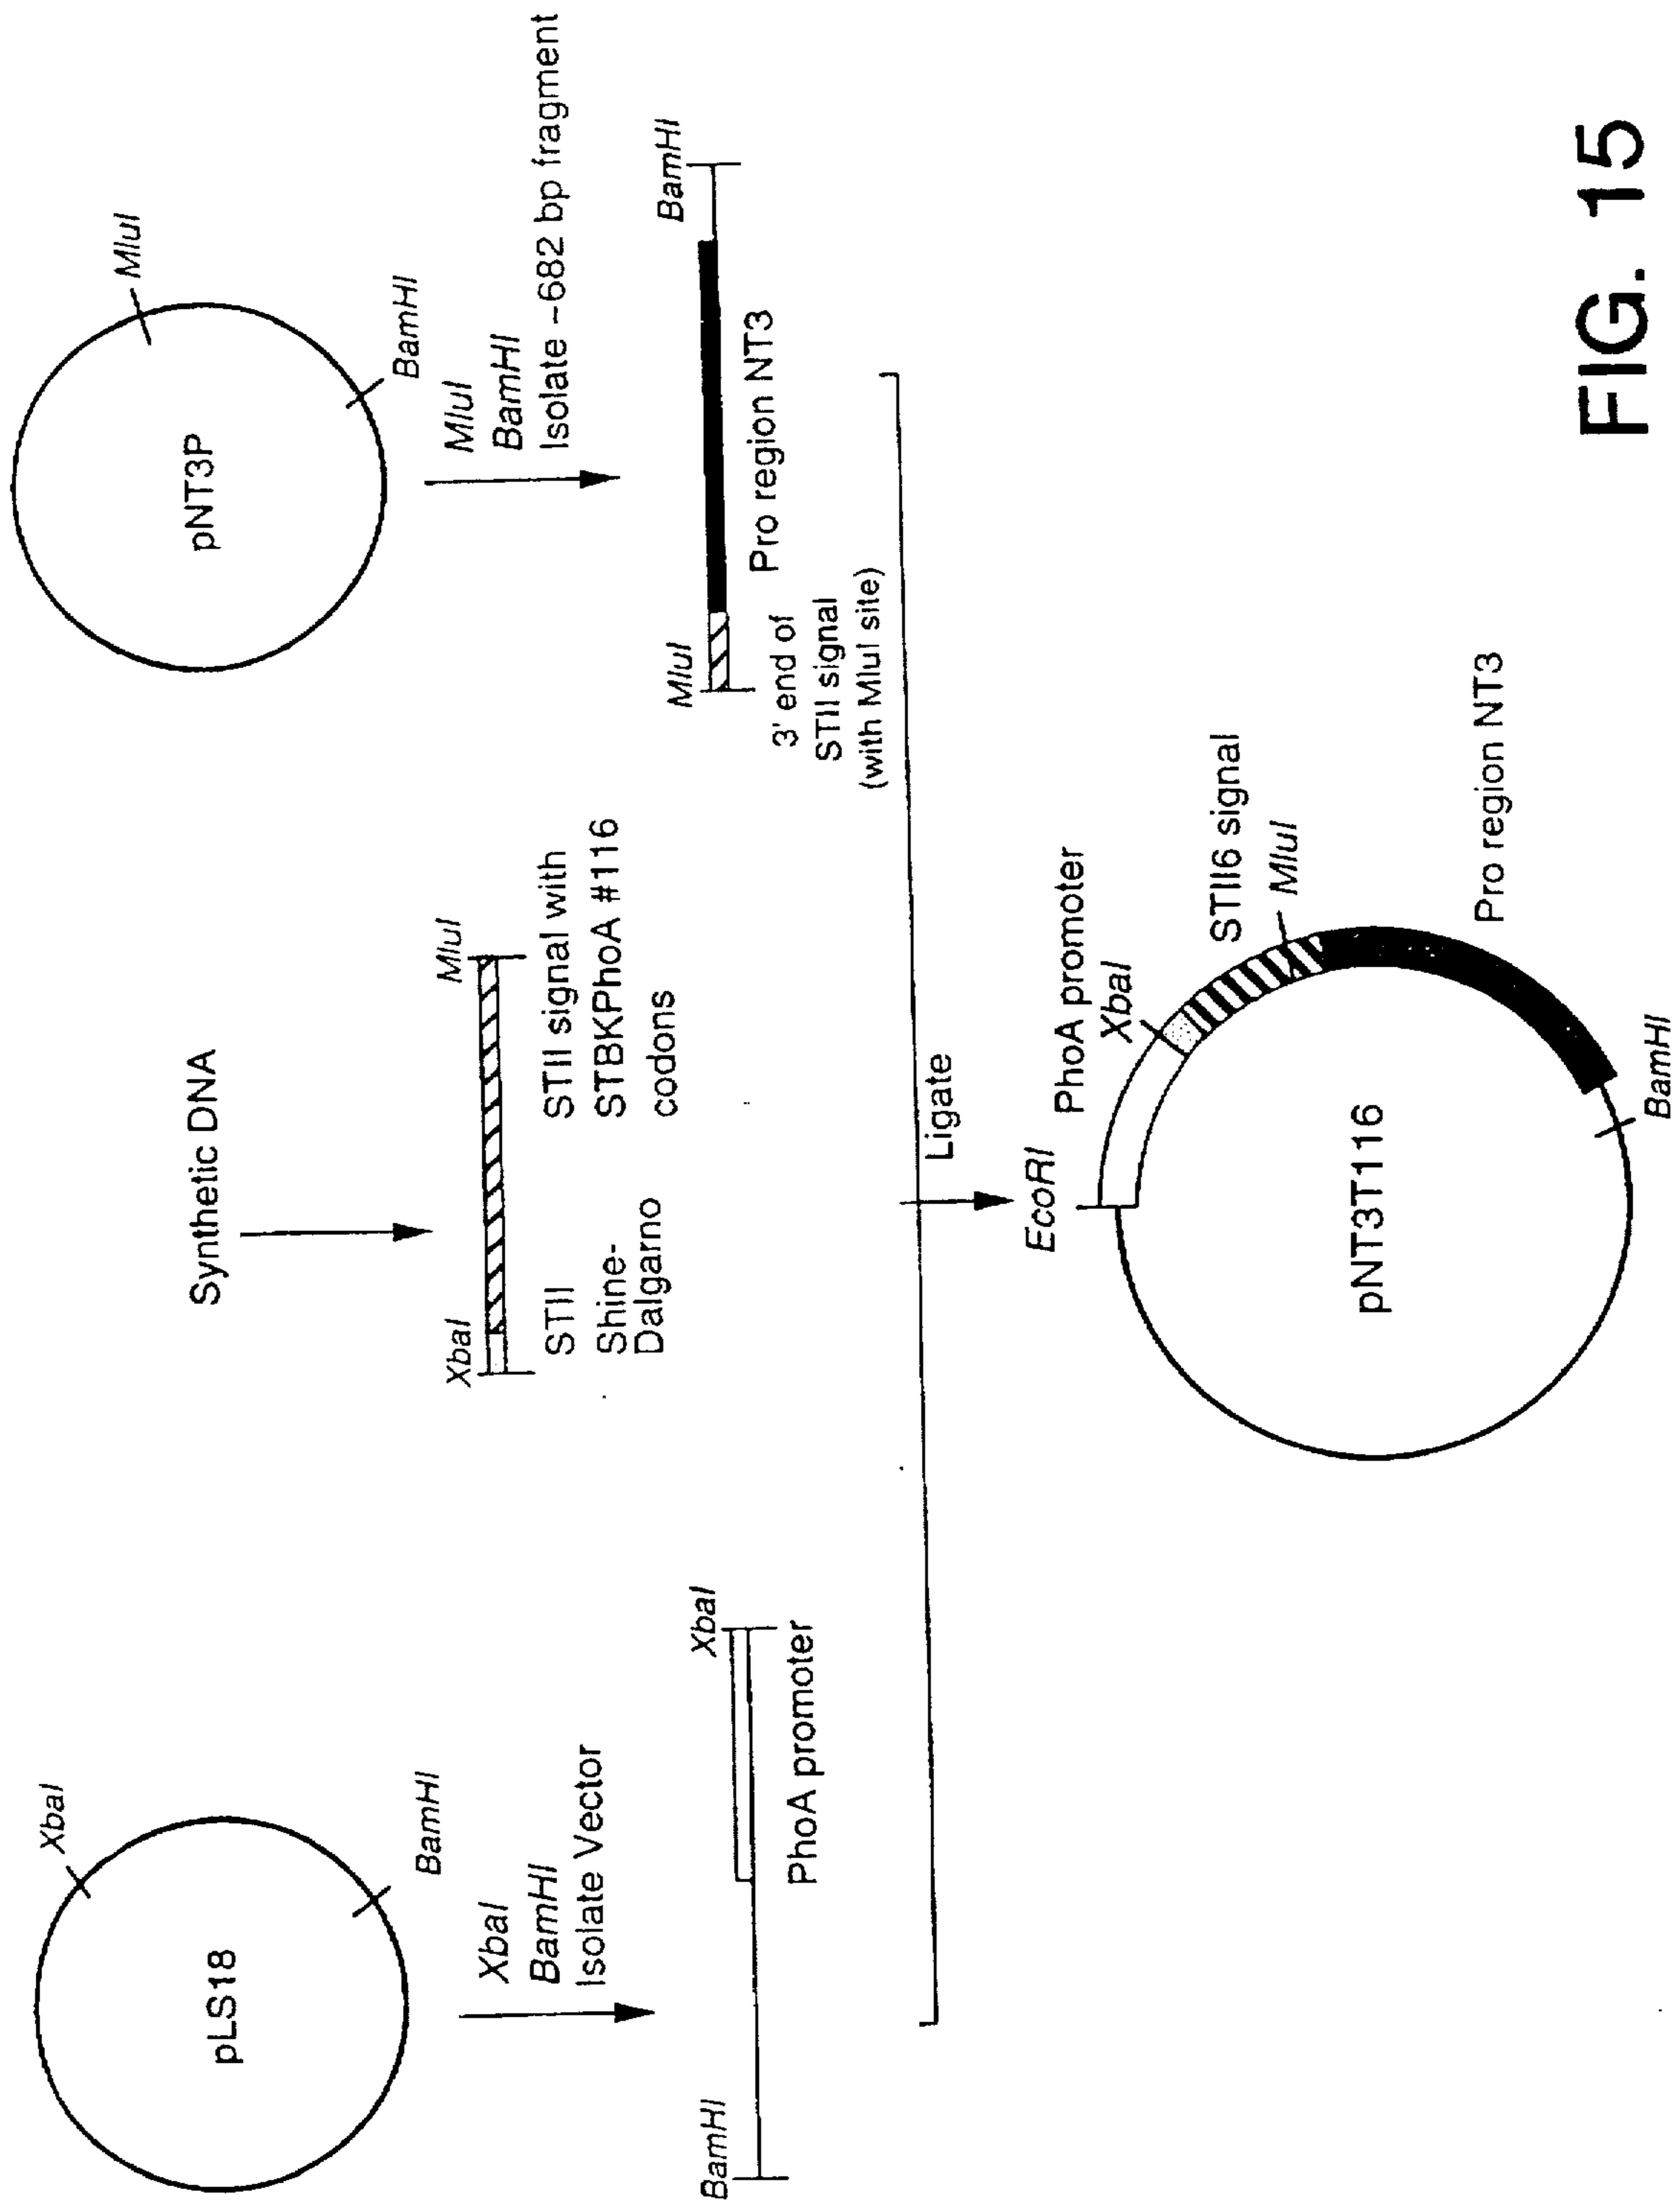 pLS18
XbaI
BamHI
XbaI
BamHI
Isolate Vector
BamHI
XbaI
PhoA promoter
Synthetic DNA
XbaI
MluI
STII
Shine-
Dalgarno
STII signal with
STBKPhoA #116
codons
pNT3P
MluI
BamHI
MluI
BamHI
Isolate ~682 bp fragment
MluI
BamHI
Pro region NT3
3' end of
STII signal
(with MluI site)
Ligate
EcoRI
PhoA promoter
XbaI
STII6 signal
MluI
Pro region NT3
pNT3T116
BamHI
FIG. 15